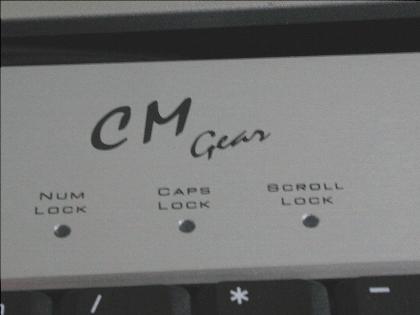 CM Gear
NUM LOCK
CAPS LOCK
SCROLL LOCK
/ * -